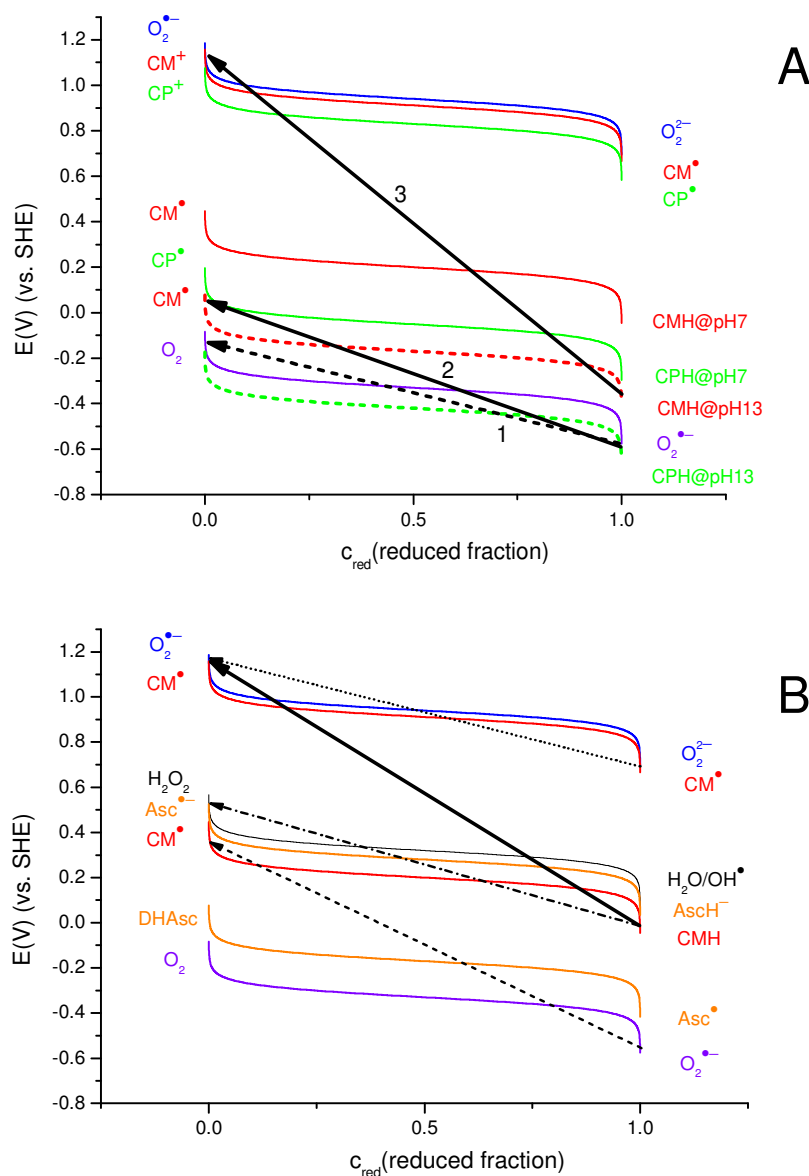 A
O₂•−
CM⁺
CP⁺
CM•
CP•
CM•
O₂
O₂²⁻
CM•
CP•
CMH@pH7
CPH@pH7
CMH@pH13
O₂•−
CPH@pH13
3
2
1
1.2
1.0
0.8
0.6
0.4
0.2
0.0
-0.2
-0.4
-0.6
-0.8
E(V) (vs. SHE)
0.0 0.5 1.0
c_red(reduced fraction)
B
O₂•−
CM•
H₂O₂
Asc•−
CM•
DHAsc
O₂
O₂²⁻
CM•
H₂O/OH•
AscH⁻
CMH
Asc•
O₂•−
1.2
1.0
0.8
0.6
0.4
0.2
0.0
-0.2
-0.4
-0.6
-0.8
E(V) (vs. SHE)
0.0 0.5 1.0
c_red(reduced fraction)